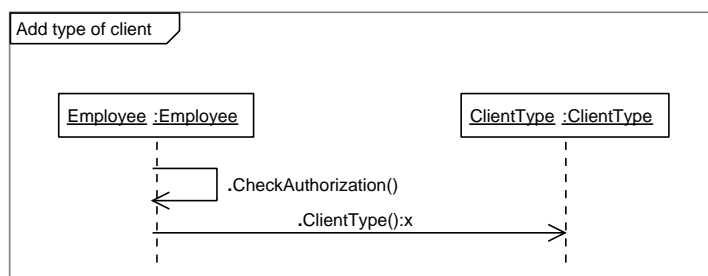 Add type of client
Employee :Employee
ClientType :ClientType
.CheckAuthorization()
.ClientType():x